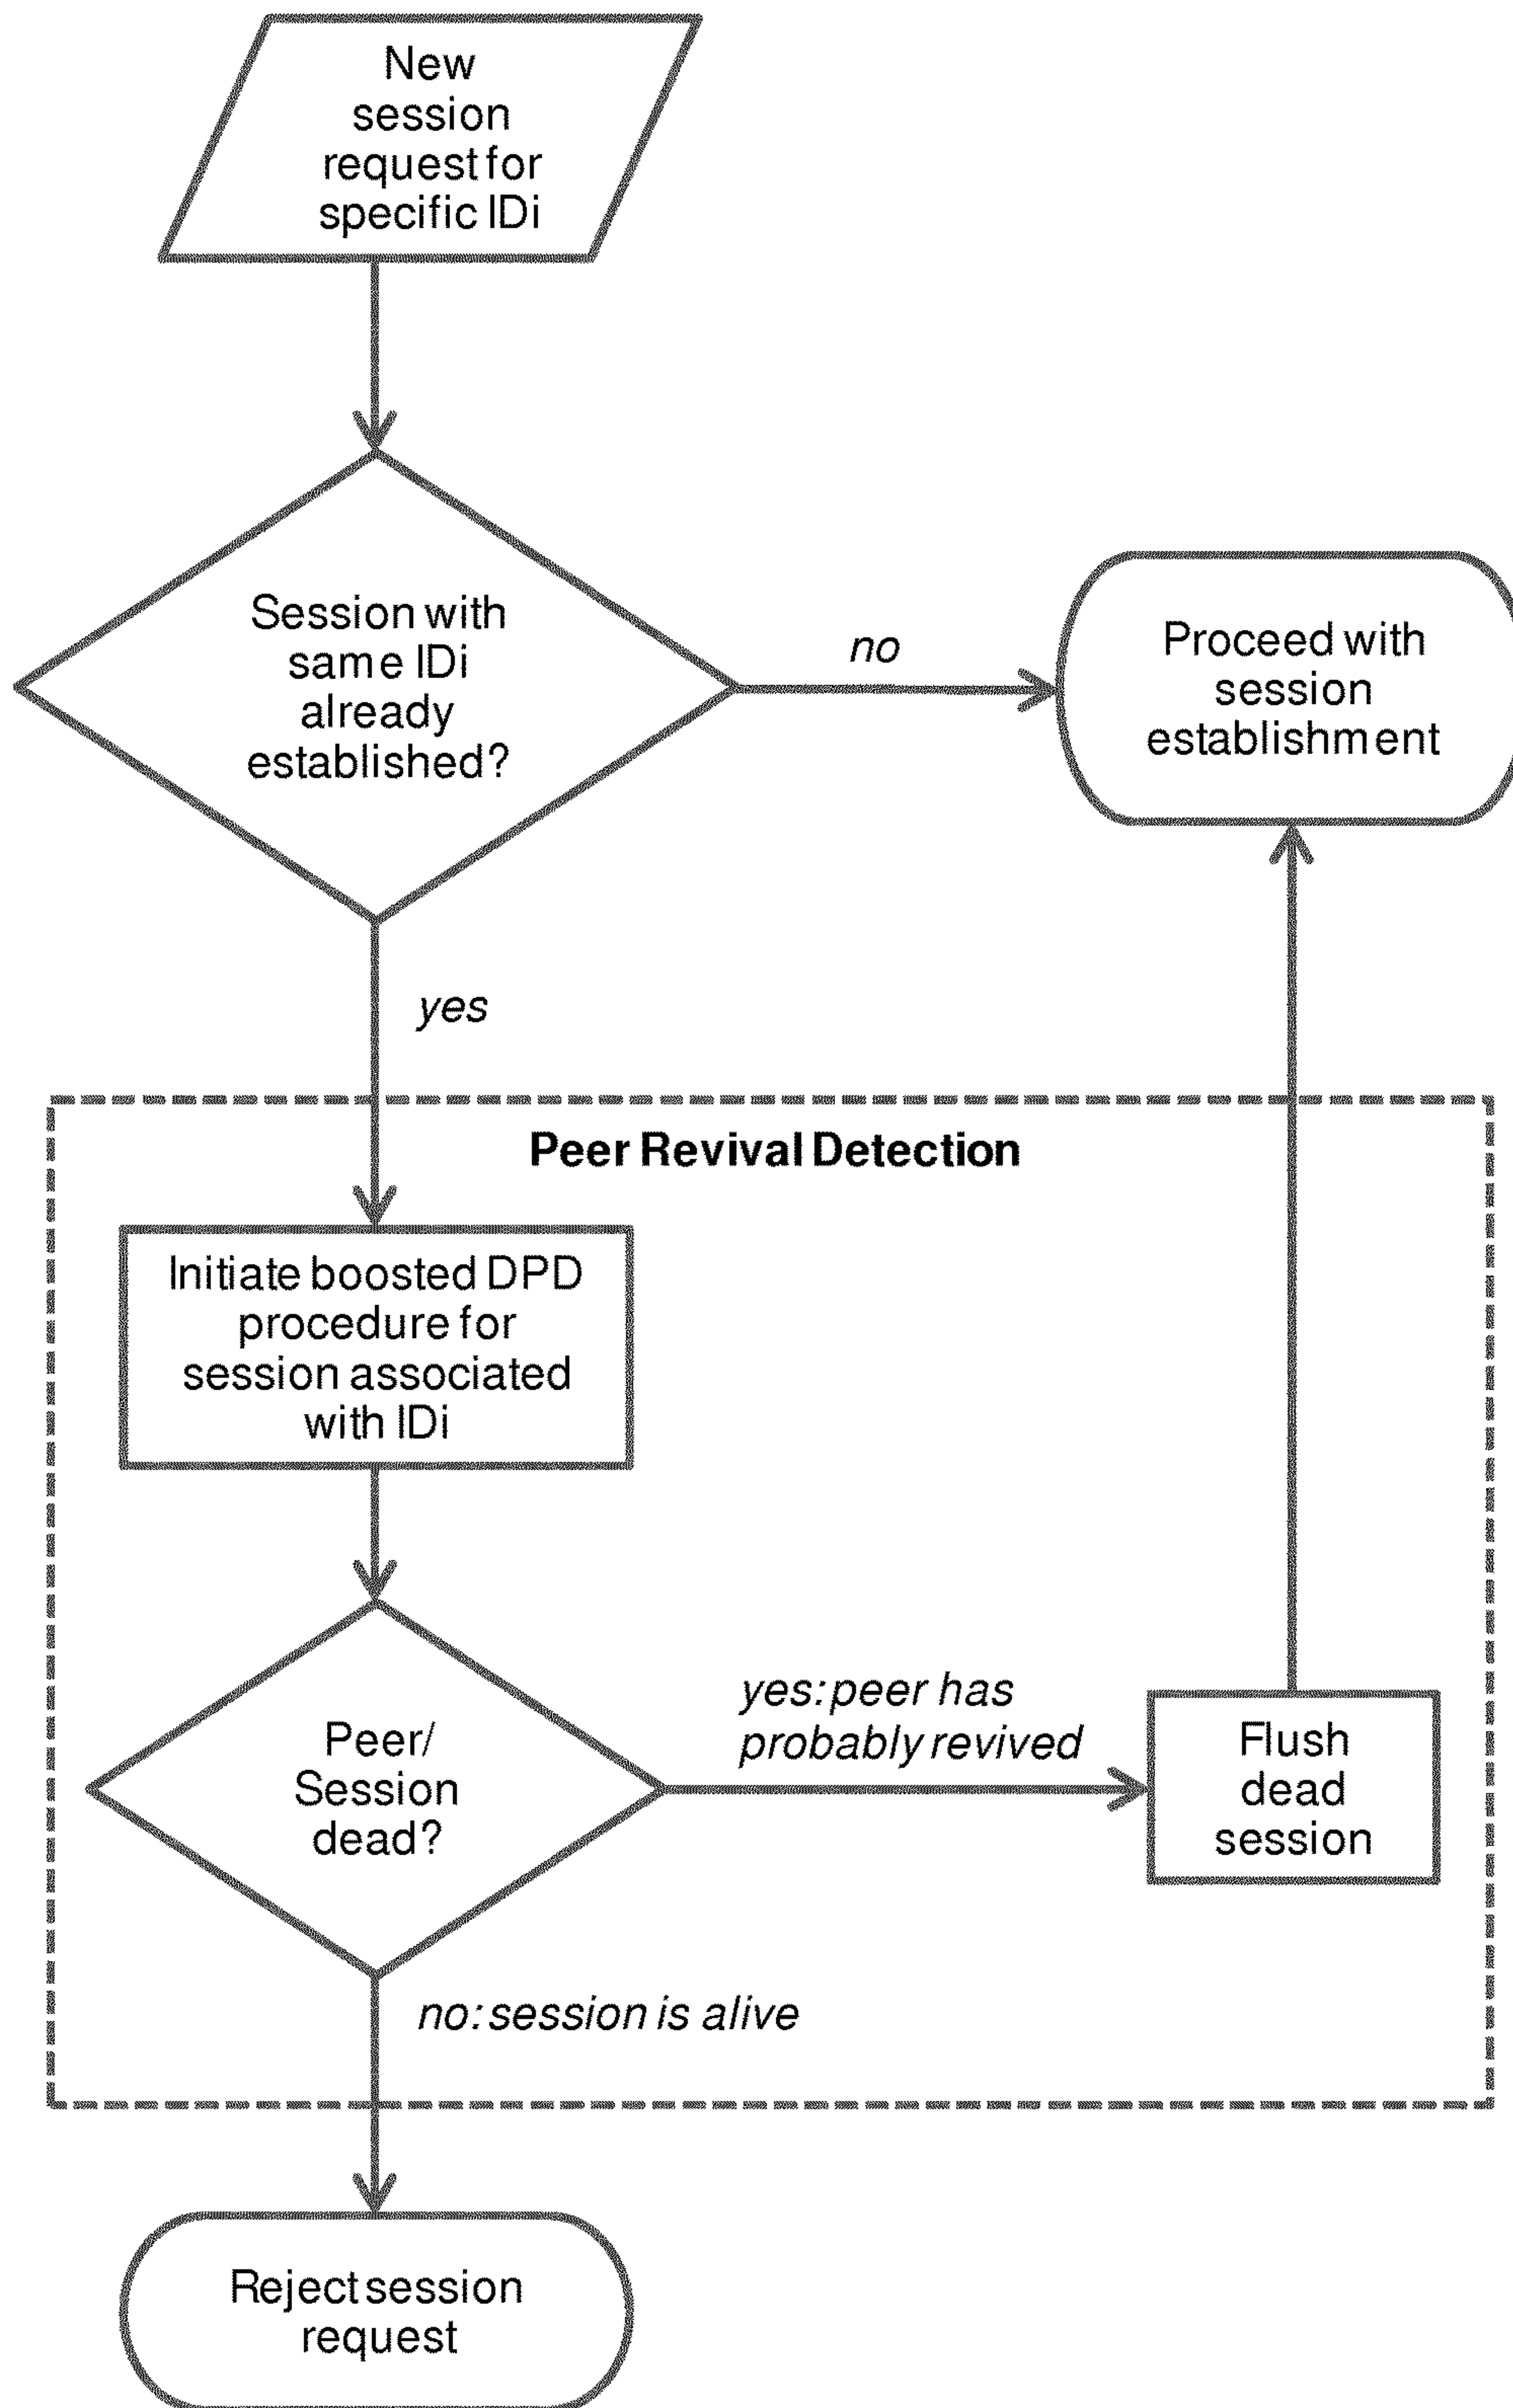 New
session
request for
specific IDi
Session with
same IDi
already
established?
no
Proceed with
session
establishment
yes
Peer Revival Detection
Initiate boosted DPD
procedure for
session associated
with IDi
Peer/
Session
dead?
yes: peer has
probably revived
Flush
dead
session
no: session is alive
Reject session
request